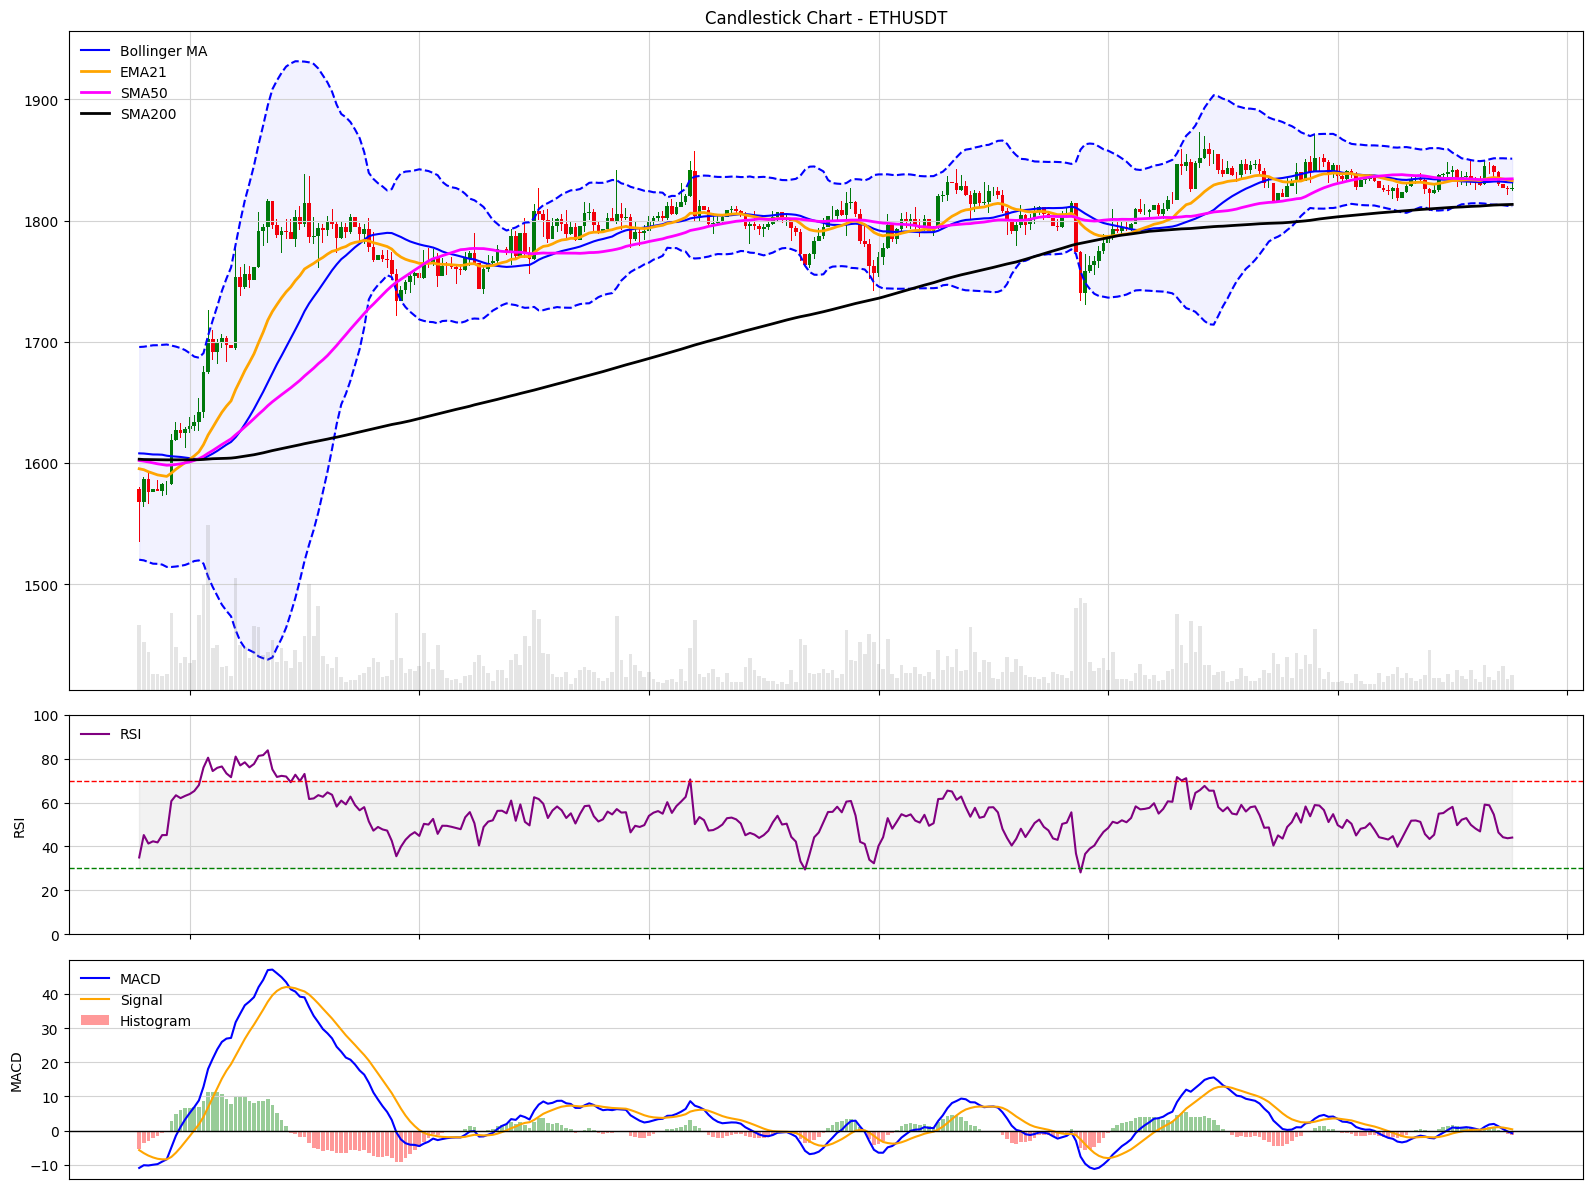 Candlestick Chart - ETHUSDT
Bollinger MA
EMA21
SMA50
SMA200
1900
1800
1700
1600
1500
RSI
100
80
60
40
20
0
RSI
MACD
Signal
Histogram
40
30
20
10
0
−10
MACD